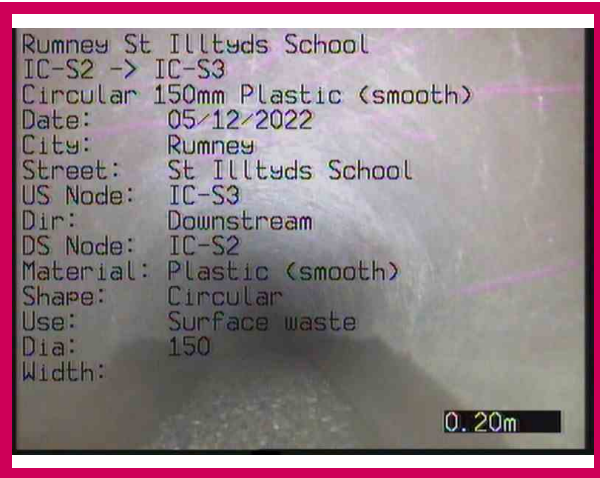 Rumney St Illtyds School
IC-S2 -> IC-S3
Circular 150mm Plastic (smooth)
Date: 05/12/2022
City: Rumney
Street: St Illtyds School
US Node: IC-S3
Dir: Downstream
DS Node: IC-S2
Material: Plastic (smooth)
Shape: Circular
Use: Surface waste
Dia: 150
Width:
0.20m